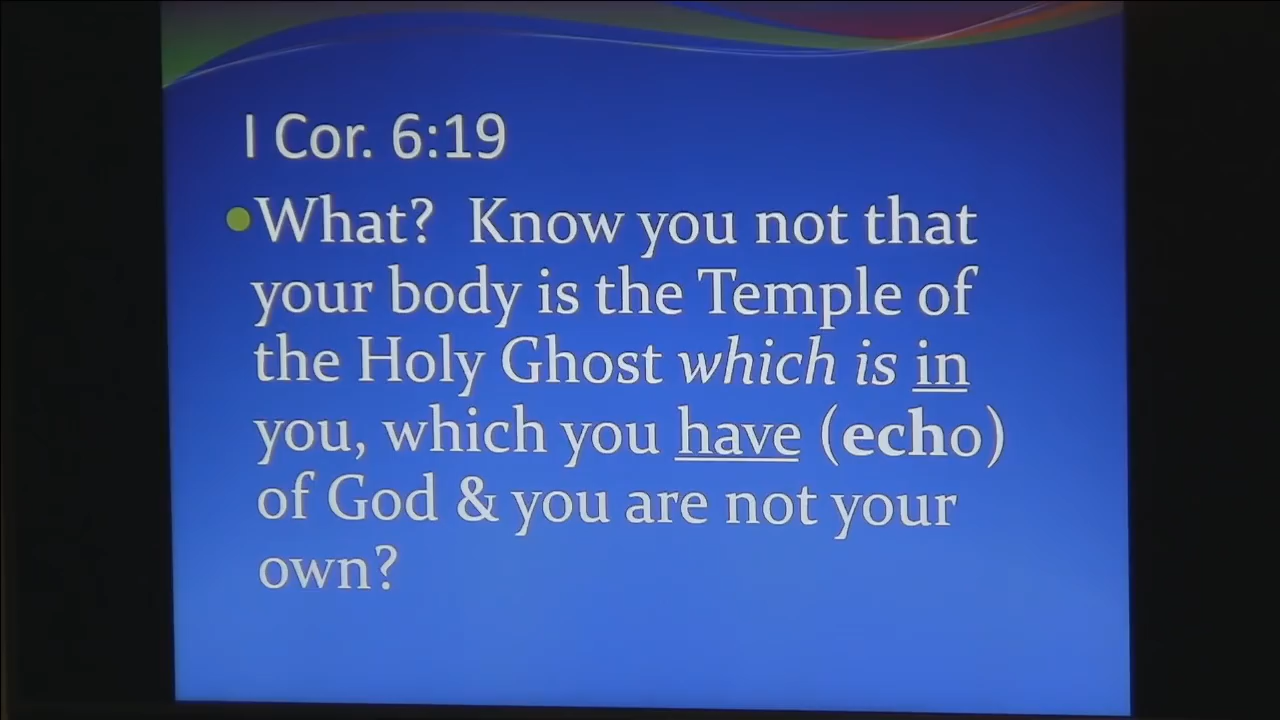 I Cor. 6:19
What? Know you not that
your body is the Temple of
the Holy Ghost which is in
you, which you have (echo)
of God & you are not your
own?